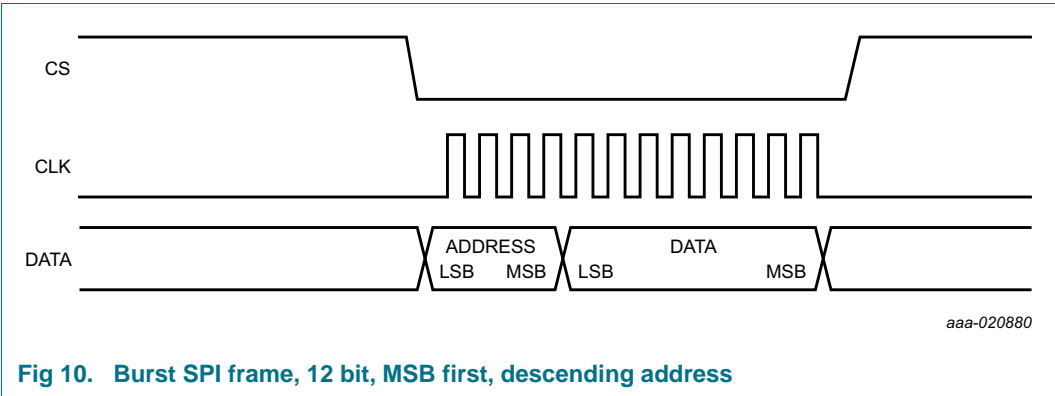 CS
CLK
DATA
ADDRESS DATA
LSB MSB LSB MSB
aaa-020880
Fig 10. Burst SPI frame, 12 bit, MSB first, descending address